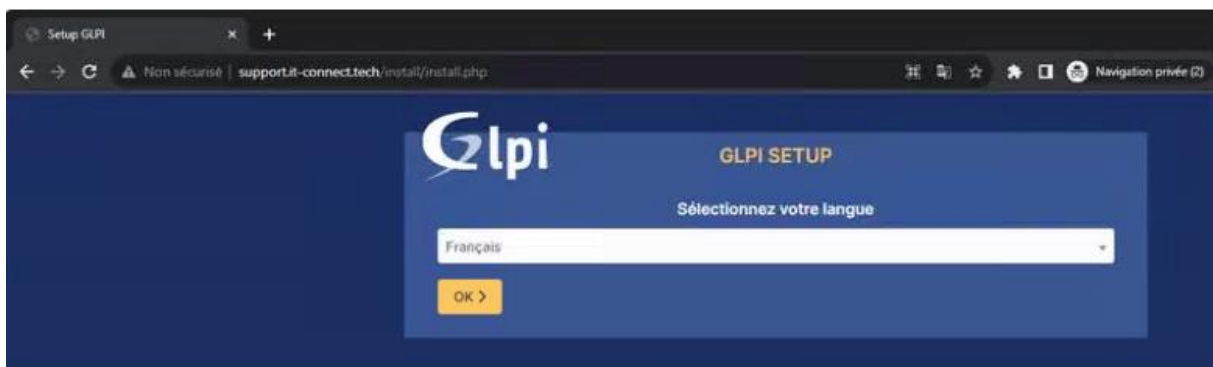 Setup GLPI
Non sécurisé | support.it-connect.tech/install/install.php
Navigation privée (2)
Glpi
GLPI SETUP
Sélectionnez votre langue
Français
OK